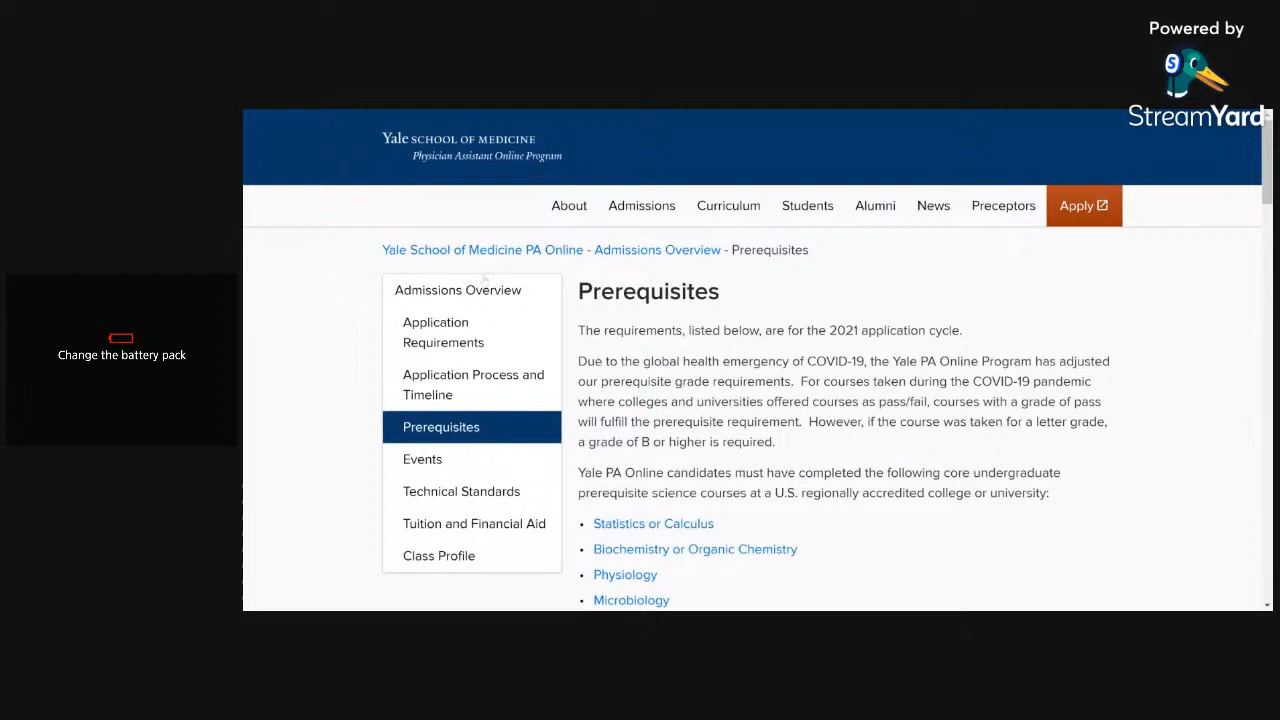 Powered by
StreamYard
Change the battery pack
Yale SCHOOL OF MEDICINE
Physician Assistant Online Program
About Admissions Curriculum Students Alumni News Preceptors Apply
Yale School of Medicine PA Online - Admissions Overview - Prerequisites
Admissions Overview
Application
Requirements
Application Process and
Timeline
Prerequisites
Events
Technical Standards
Tuition and Financial Aid
Class Profile
Prerequisites
The requirements, listed below, are for the 2021 application cycle.
Due to the global health emergency of COVID-19, the Yale PA Online Program has adjusted
our prerequisite grade requirements. For courses taken during the COVID-19 pandemic
where colleges and universities offered courses as pass/fail, courses with a grade of pass
will fulfill the prerequisite requirement. However, if the course was taken for a letter grade,
a grade of B or higher is required.
Yale PA Online candidates must have completed the following core undergraduate
prerequisite science courses at a U.S. regionally accredited college or university:
• Statistics or Calculus
• Biochemistry or Organic Chemistry
• Physiology
• Microbiology